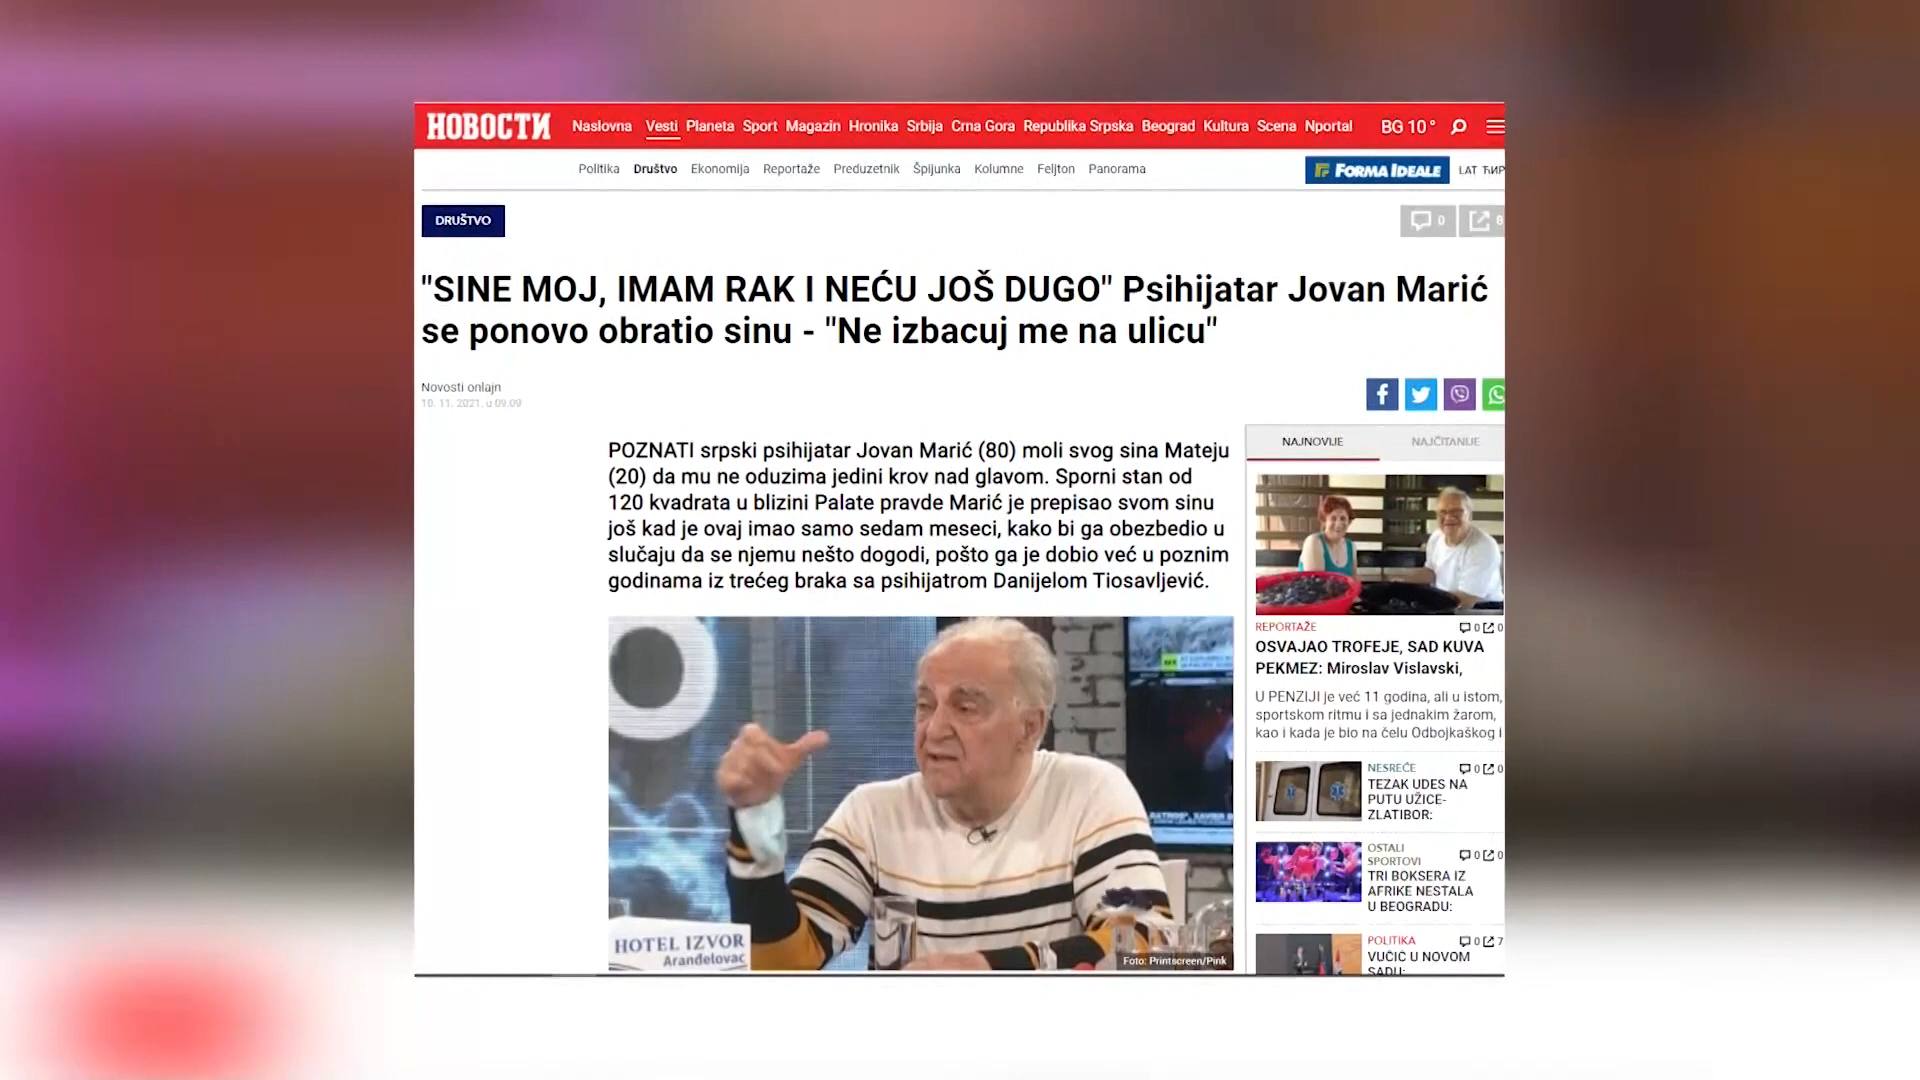 НОВОСТИ
Naslovna Vesti Planeta Sport Magazin Hronika Srbija Crna Gora Republika Srpska Beograd Kultura Scena Nportal
BG 10°
Politika Društvo Ekonomija Reportaže Preduzetnik Špijunka Kolumne Feljton Panorama
FORMA IDEALE
LAT ЋИР
DRUŠTVO
0
8
"SINE MOJ, IMAM RAK I NEĆU JOŠ DUGO" Psihijatar Jovan Marić
se ponovo obratio sinu - "Ne izbacuj me na ulicu"
Novosti onlajn
10. 11. 2021. u 09:09
POZNATI srpski psihijatar Jovan Marić (80) moli svog sina Mateju
(20) da mu ne oduzima jedini krov nad glavom. Sporni stan od
120 kvadrata u blizini Palate pravde Marić je prepisao svom sinu
još kad je ovaj imao samo sedam meseci, kako bi ga obezbedio u
slučaju da se njemu nešto dogodi, pošto ga je dobio već u poznim
godinama iz trećeg braka sa psihijatrom Danijelom Tiosavljević.
HOTEL IZVOR
Aranđelovac
Foto: Printscreen/Pink
NAJNOVIJE
NAJČITANIJE
REPORTAŽE
0 0
OSVAJAO TROFEJE, SAD KUVA
PEKMEZ: Miroslav Vislavski,
U PENZIJI je već 11 godina, ali u istom,
sportskom ritmu i sa jednakim žarom,
kao i kada je bio na čelu Odbojkaškog i
NESREĆE
0 0
TEZAK UDES NA
PUTU UŽICE-
ZLATIBOR:
OSTALI
SPORTOVI
0 0
TRI BOKSERA IZ
AFRIKE NESTALA
U BEOGRADU:
POLITIKA
0 7
VUČIĆ U NOVOM
SADU: